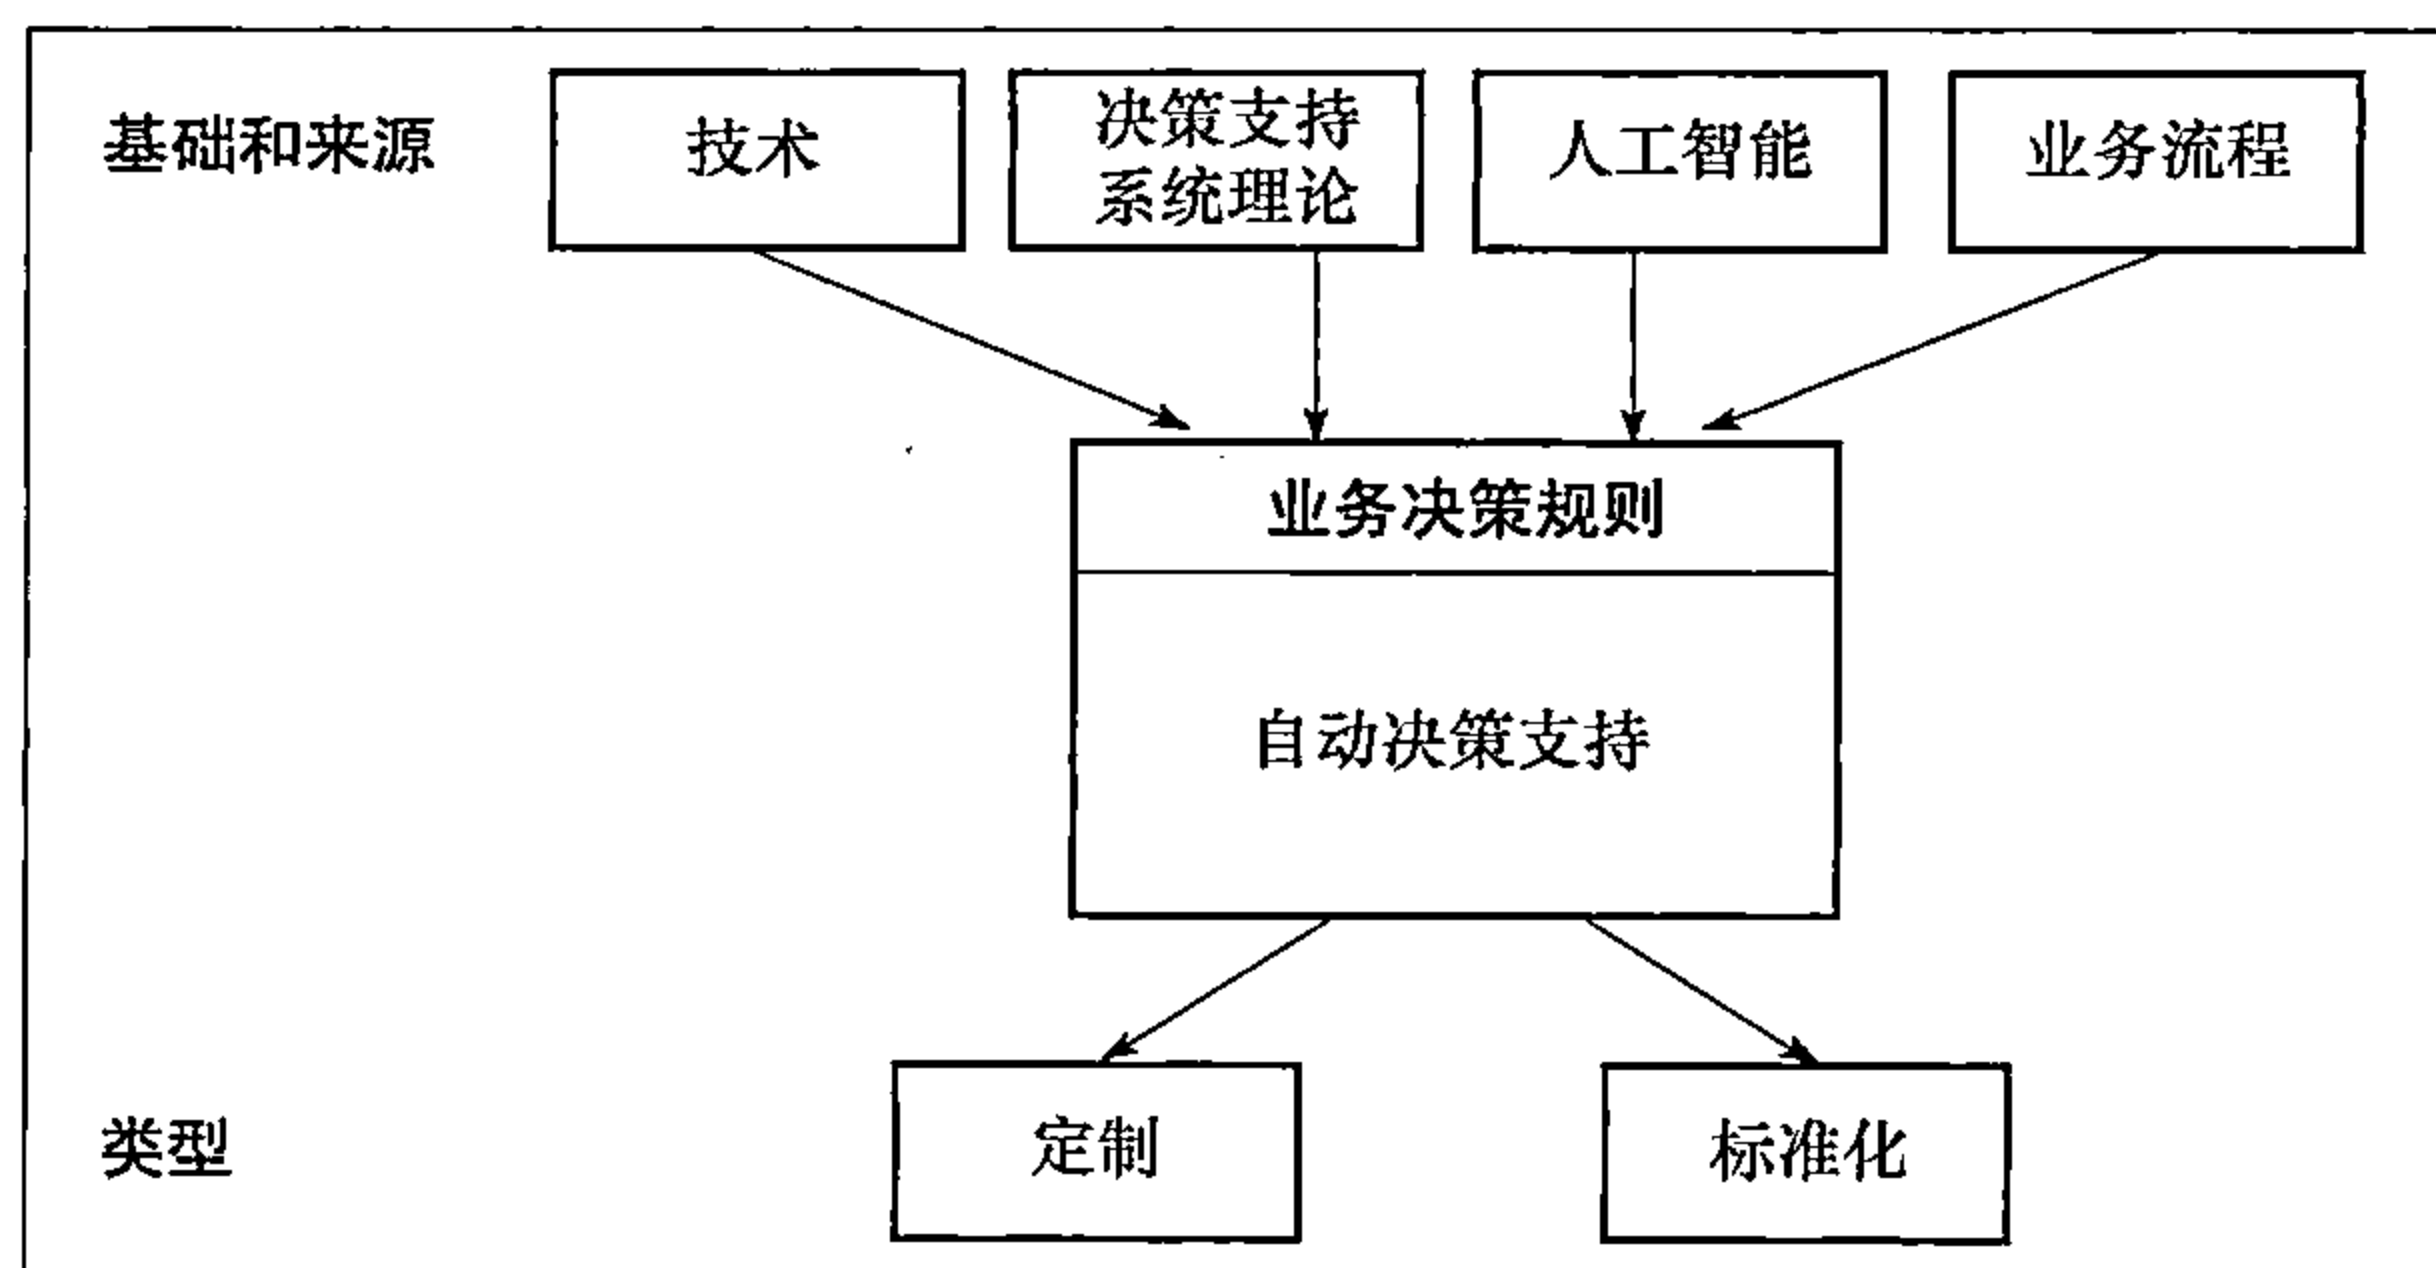 基础和来源
技术
决策支持
系统理论
人工智能
业务流程
业务决策规则
自动决策支持
类型
定制
标准化